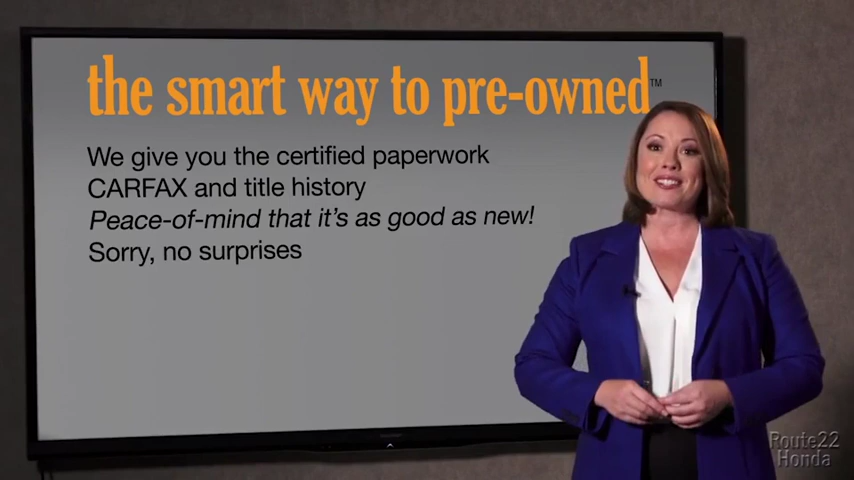 the smart way to pre-owned™
We give you the certified paperwork
CARFAX and title history
Peace-of-mind that it's as good as new!
Sorry, no surprises
Route22
Honda